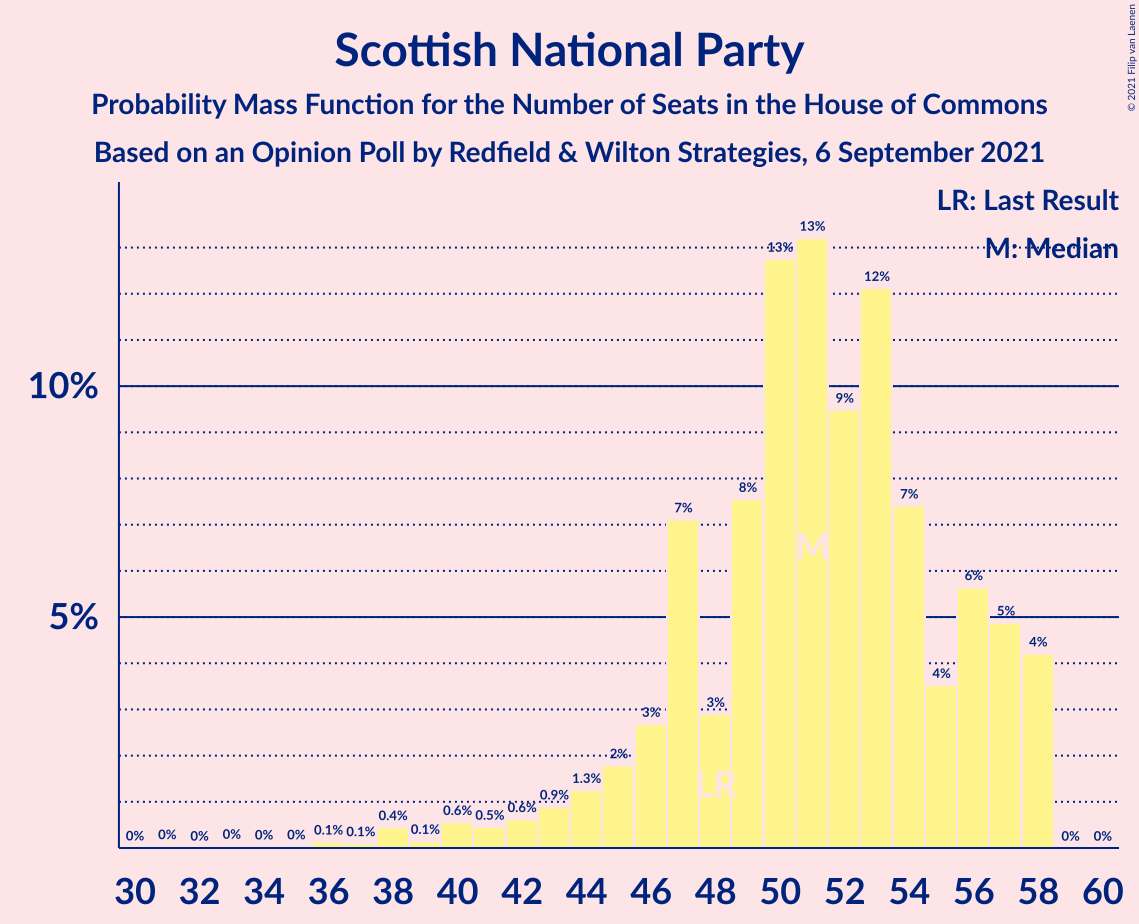 Scottish National Party
Probability Mass Function for the Number of Seats in the House of Commons
Based on an Opinion Poll by Redfield & Wilton Strategies, 6 September 2021
© 2021 Filip van Laenen
LR: Last Result
M: Median
10%
5%
0% 0% 0% 0% 0% 0% 0.1% 0.1% 0.4% 0.1% 0.6% 0.5% 0.6% 0.9% 1.3% 2% 3% 7% 3% 8% 13% 13% 9% 12% 7% 4% 6% 5% 4% 0% 0%
M
LR
30 32 34 36 38 40 42 44 46 48 50 52 54 56 58 60